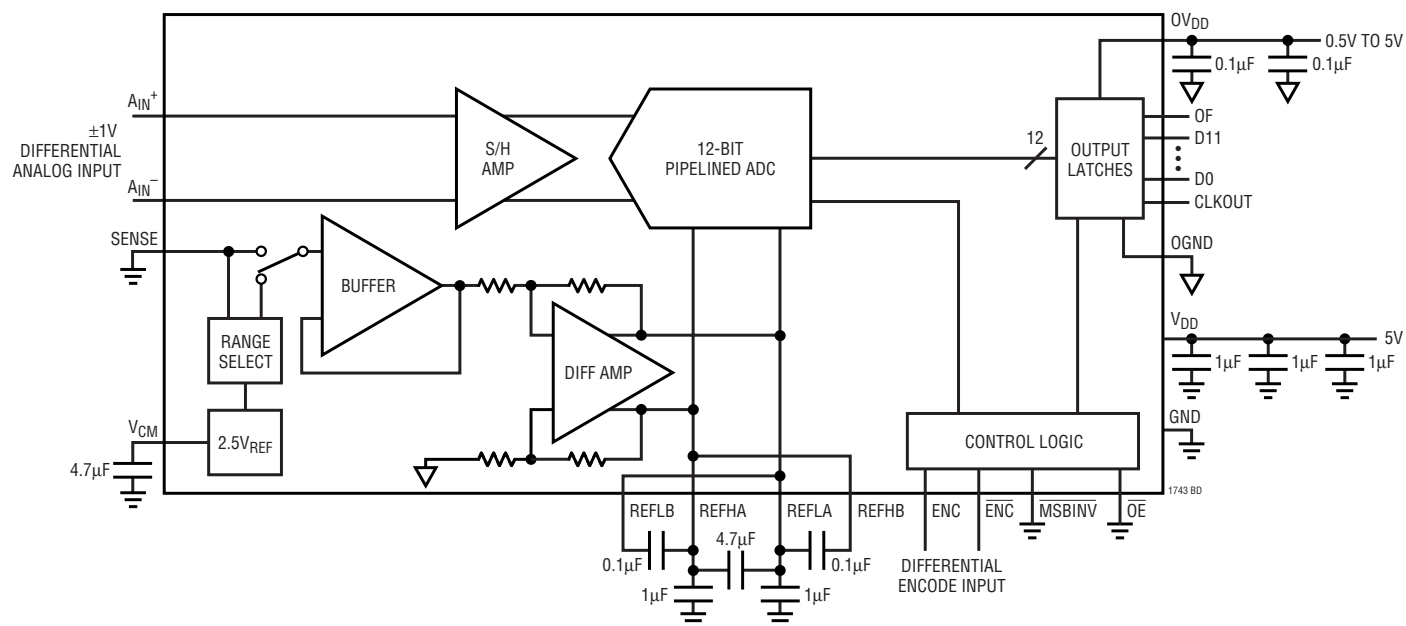 OVDD
0.5V TO 5V
0.1µF
0.1µF
AIN+
±1V
DIFFERENTIAL
ANALOG INPUT
AIN−
S/H
AMP
12-BIT
PIPELINED ADC
12
OUTPUT
LATCHES
OF
D11
D0
CLKOUT
OGND
SENSE
BUFFER
RANGE
SELECT
DIFF AMP
VDD
5V
1µF
1µF
1µF
GND
VCM
4.7µF
2.5VREF
CONTROL LOGIC
1743 BD
REFLB
REFHA
REFLA
REFHB
ENC
E̅N̅C̅
M̅S̅B̅I̅N̅V̅
O̅E̅
4.7µF
0.1µF
0.1µF
1µF
1µF
DIFFERENTIAL
ENCODE INPUT